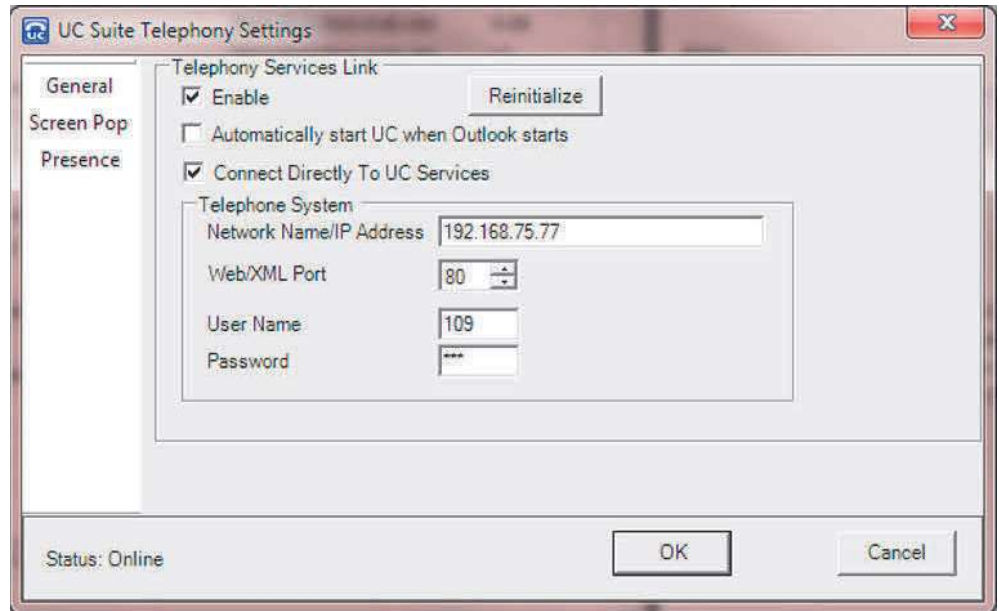 UC Suite Telephony Settings
General
Screen Pop
Presence
Telephony Services Link
Enable
Reinitialize
Automatically start UC when Outlook starts
Connect Directly To UC Services
Telephone System
Network Name/IP Address 192.168.75.77
Web/XML Port 80
User Name 109
Password ***
Status: Online
OK
Cancel